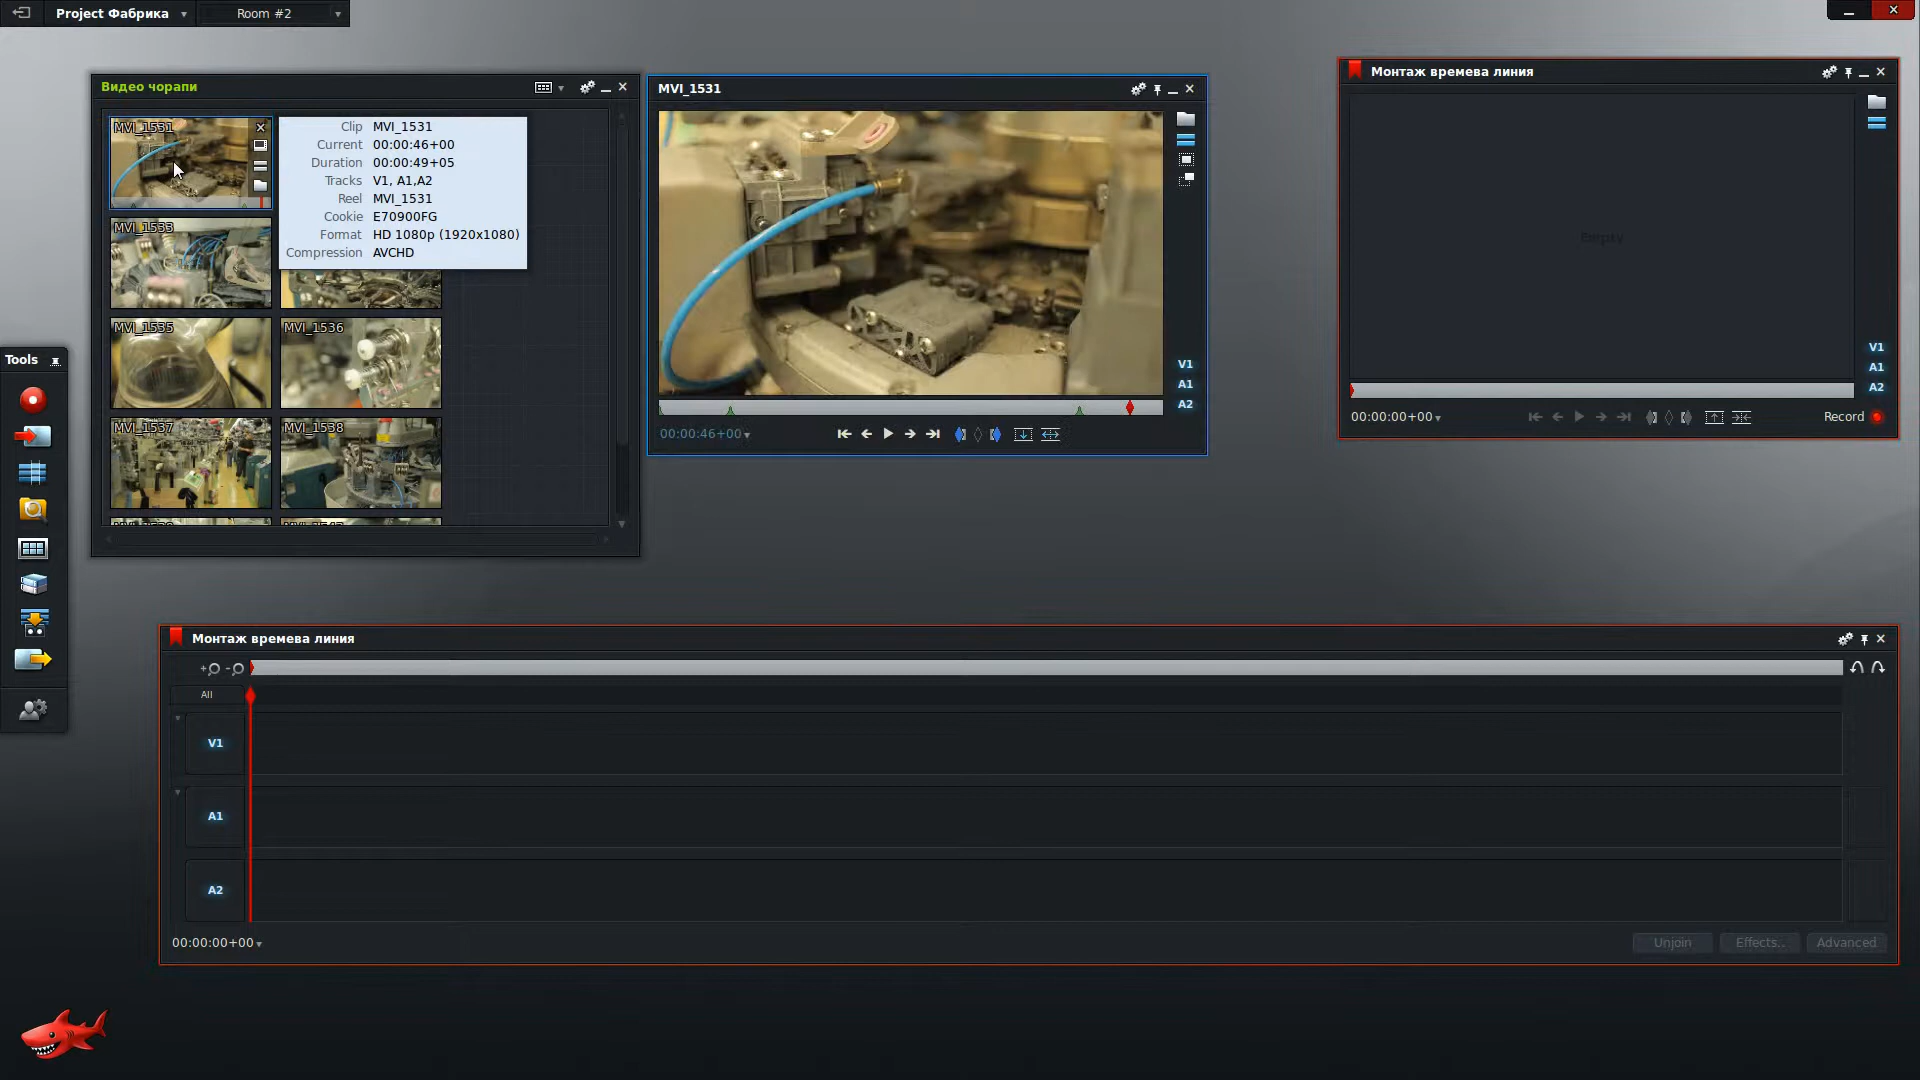 Project Фабрика
Room #2
Видео чорапи
MVI_1531
Clip MVI_1531
Current 00:00:46+00
Duration 00:00:49+05
Tracks V1, A1,A2
Reel MVI_1531
Cookie E70900FG
Format HD 1080p (1920x1080)
Compression AVCHD
MVI_1533
MVI_1535
MVI_1536
MVI_1537
MVI_1538
MVI_1531
V1
A1
A2
00:00:46+00
Монтаж времева линия
Empty
V1
A1
A2
00:00:00+00
Record
Tools
Монтаж времева линия
All
V1
A1
A2
00:00:00+00
Unjoin
Effects..
Advanced